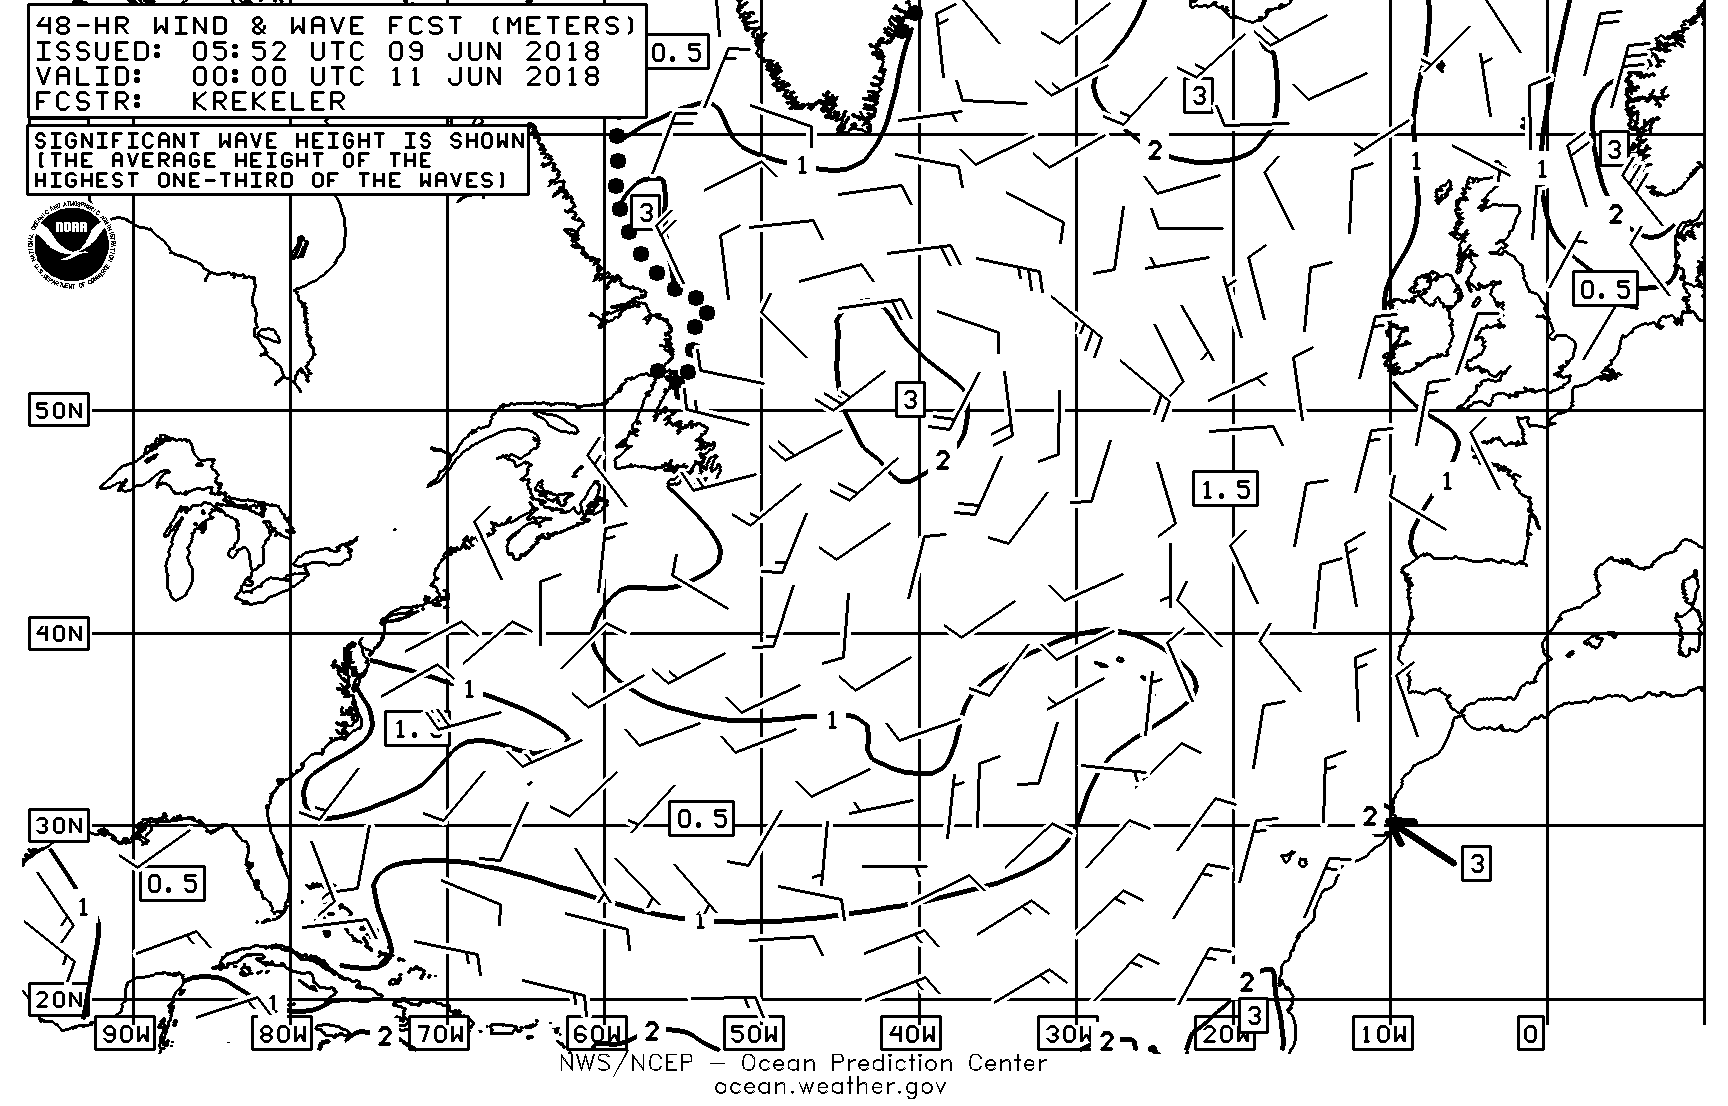 48-HR WIND & WAVE FCST (METERS)
ISSUED: 05:52 UTC 09 JUN 2018
VALID: 00:00 UTC 11 JUN 2018
FCSTR: KREKELER
0.5
3
SIGNIFICANT WAVE HEIGHT IS SHOWN
(THE AVERAGE HEIGHT OF THE
HIGHEST ONE-THIRD OF THE WAVES)
1
2
1
1
3
3
2
NOAA
0.5
50N
3
2
1.5
1
40N
1
1
30N
2
0.5
3
0.5
1
1
2
20N
1
3
90W
80W
2
70W
60W
2
50W
40W
30W
2
20W
10W
0
NWS/NCEP – Ocean Prediction Center
ocean.weather.gov